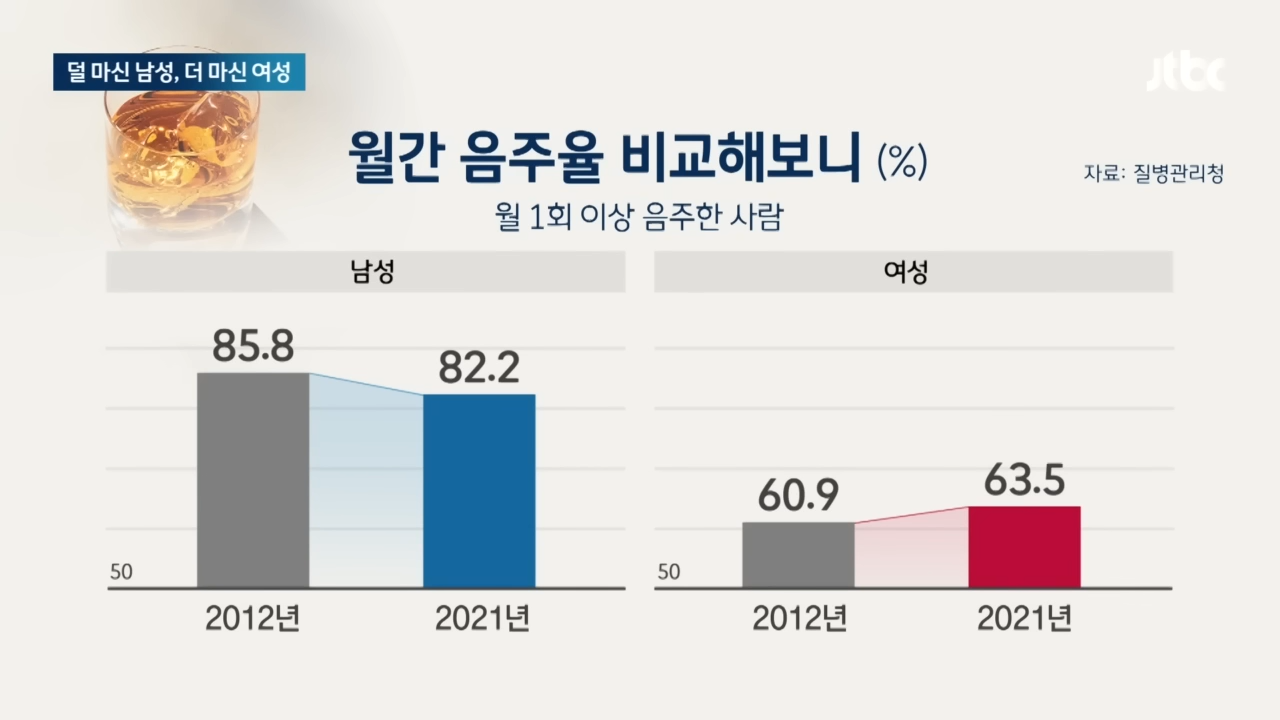 덜 마신 남성, 더 마신 여성
jtbc
월간 음주율 비교해보니 (%)
자료: 질병관리청
월 1회 이상 음주한 사람
남성
여성
85.8
82.2
60.9
63.5
50
50
2012년
2021년
2012년
2021년